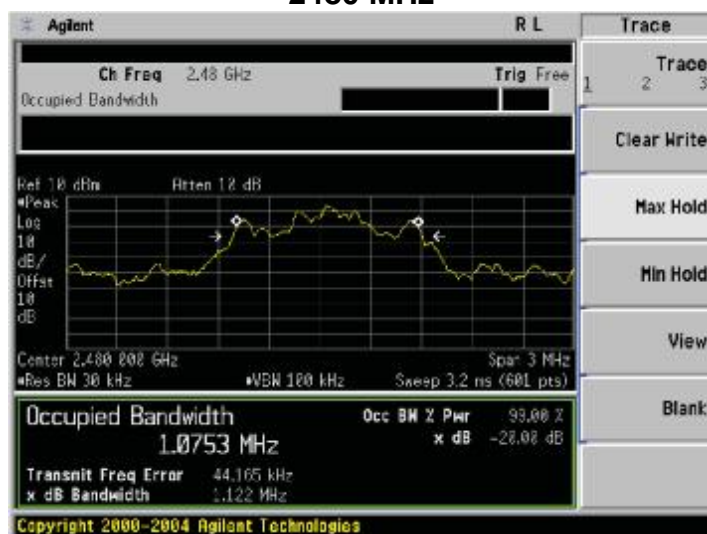 2480 MHz
Agilent R L Trace
Ch Freq 2.48 GHz Trig Free
Occupied Bandwidth
Trace
1 2 3
Clear Write
Max Hold
Min Hold
View
Blank
Ref 10 dBm Atten 10 dB
#Peak
Log
10
dB/
Offst
10
dB
Center 2.480 000 GHz Span 3 MHz
#Res BW 30 kHz #VBW 100 kHz Sweep 3.2 ms (601 pts)
Occupied Bandwidth Occ BW % Pwr 99.00 %
1.0753 MHz x dB -20.00 dB
Transmit Freq Error 44.165 kHz
x dB Bandwidth 1.122 MHz
Copyright 2000-2004 Agilent Technologies